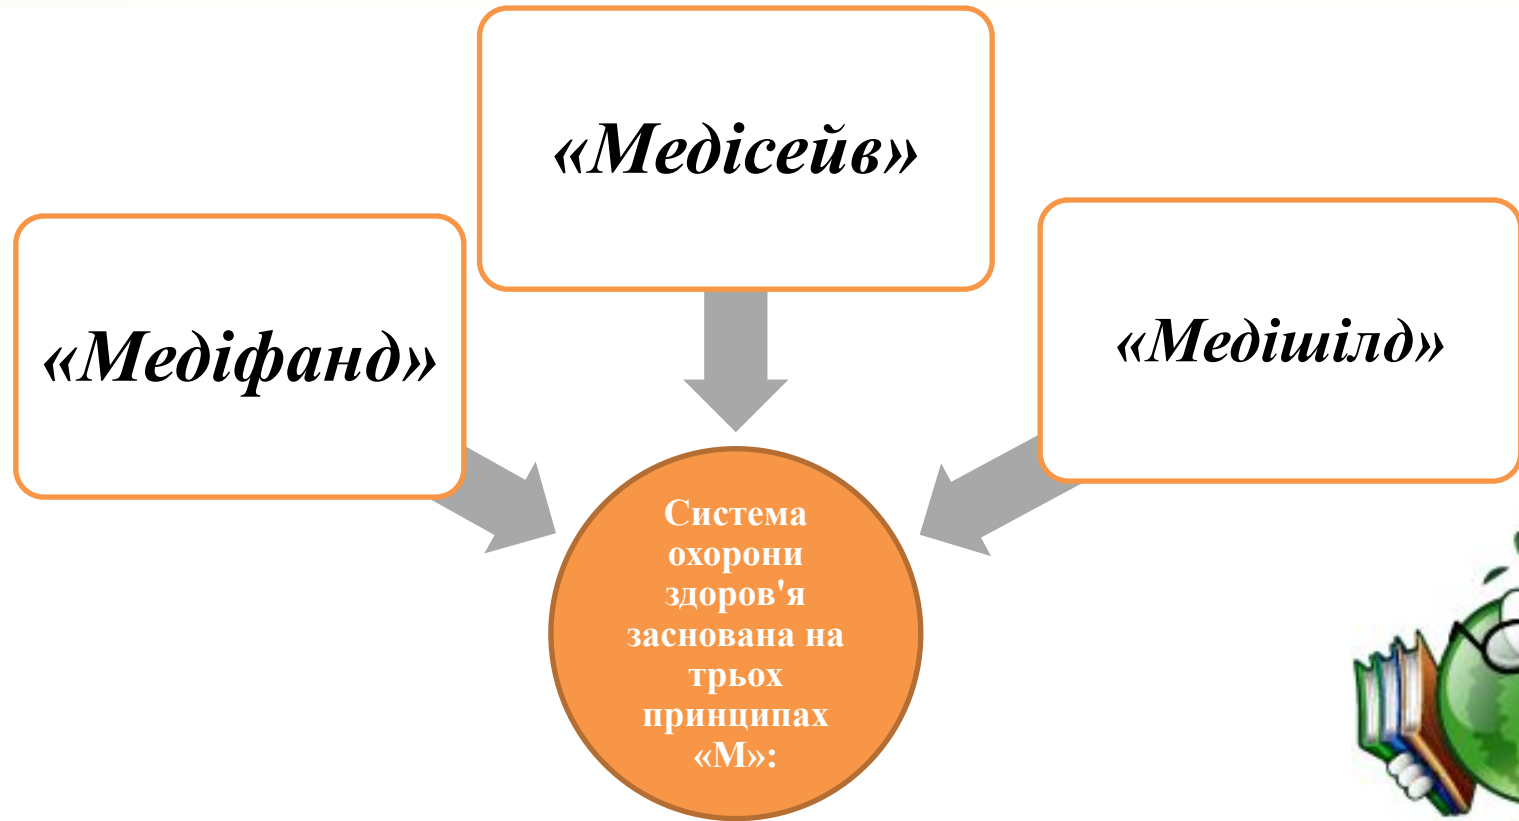 «Медісейв»
«Медіфанд»
«Медішілд»
Система
охорони
здоров'я
заснована на
трьох
принципах
«М»: